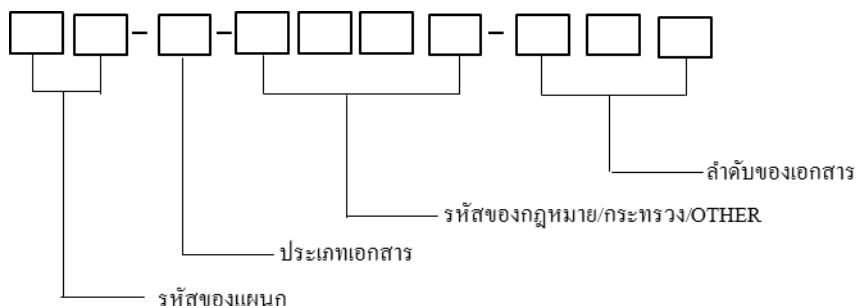 ลำดับของเอกสาร
รหัสของกฎหมาย/กระทรวง/OTHER
ประเภทเอกสาร
รหัสของแผนก